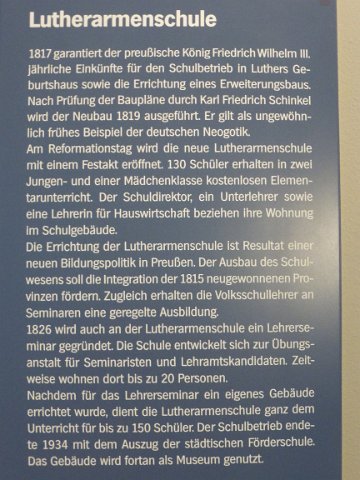 Lutherarmenschule
1817 garantiert der preußische König Friedrich Wilhelm III.
jährliche Einkünfte für den Schulbetrieb in Luthers Ge-
burtshaus sowie die Errichtung eines Erweiterungsbaus.
Nach Prüfung der Baupläne durch Karl Friedrich Schinkel
wird der Neubau 1819 ausgeführt. Er gilt als ungewöhn-
lich frühes Beispiel der deutschen Neogotik.
Am Reformationstag wird die neue Lutherarmenschule
mit einem Festakt eröffnet. 130 Schüler erhalten in zwei
Jungen- und einer Mädchenklasse kostenlosen Elemen-
tarunterricht. Der Schuldirektor, ein Unterlehrer sowie
eine Lehrerin für Hauswirtschaft beziehen ihre Wohnung
im Schulgebäude.
Die Errichtung der Lutherarmenschule ist Resultat einer
neuen Bildungspolitik in Preußen. Der Ausbau des Schul-
wesens soll die Integration der 1815 neugewonnenen Pro-
vinzen fördern. Zugleich erhalten die Volksschullehrer an
Seminaren eine geregelte Ausbildung.
1826 wird auch an der Lutherarmenschule ein Lehrerse-
minar gegründet. Die Schule entwickelt sich zur Übungs-
anstalt für Seminaristen und Lehramtskandidaten. Zeit-
weise wohnen dort bis zu 20 Personen.
Nachdem für das Lehrerseminar ein eigenes Gebäude
errichtet wurde, dient die Lutherarmenschule ganz dem
Unterricht für bis zu 150 Schüler. Der Schulbetrieb ende-
te 1934 mit dem Auszug der städtischen Förderschule.
Das Gebäude wird fortan als Museum genutzt.